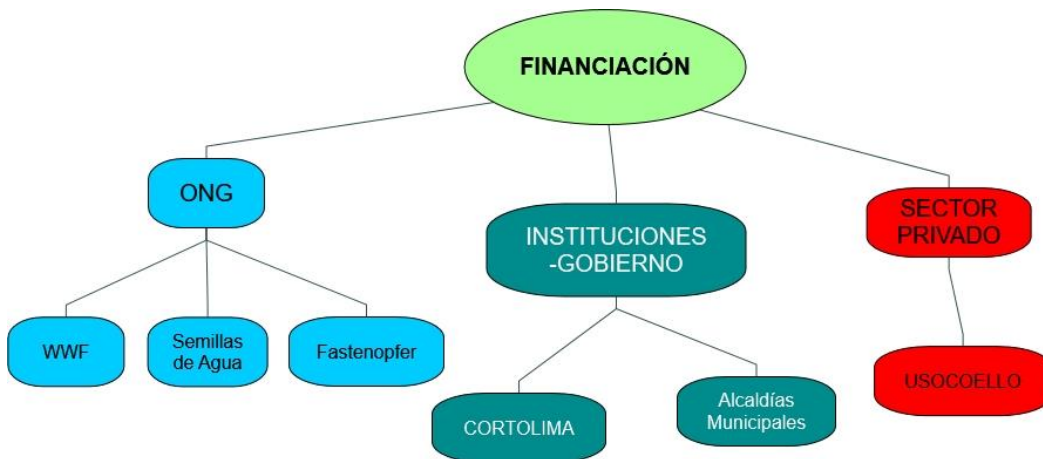 FINANCIACIÓN
ONG
INSTITUCIONES
-GOBIERNO
SECTOR
PRIVADO
WWF
Semillas
de Agua
Fastenopfer
CORTOLIMA
Alcaldías
Municipales
USOCOELLO